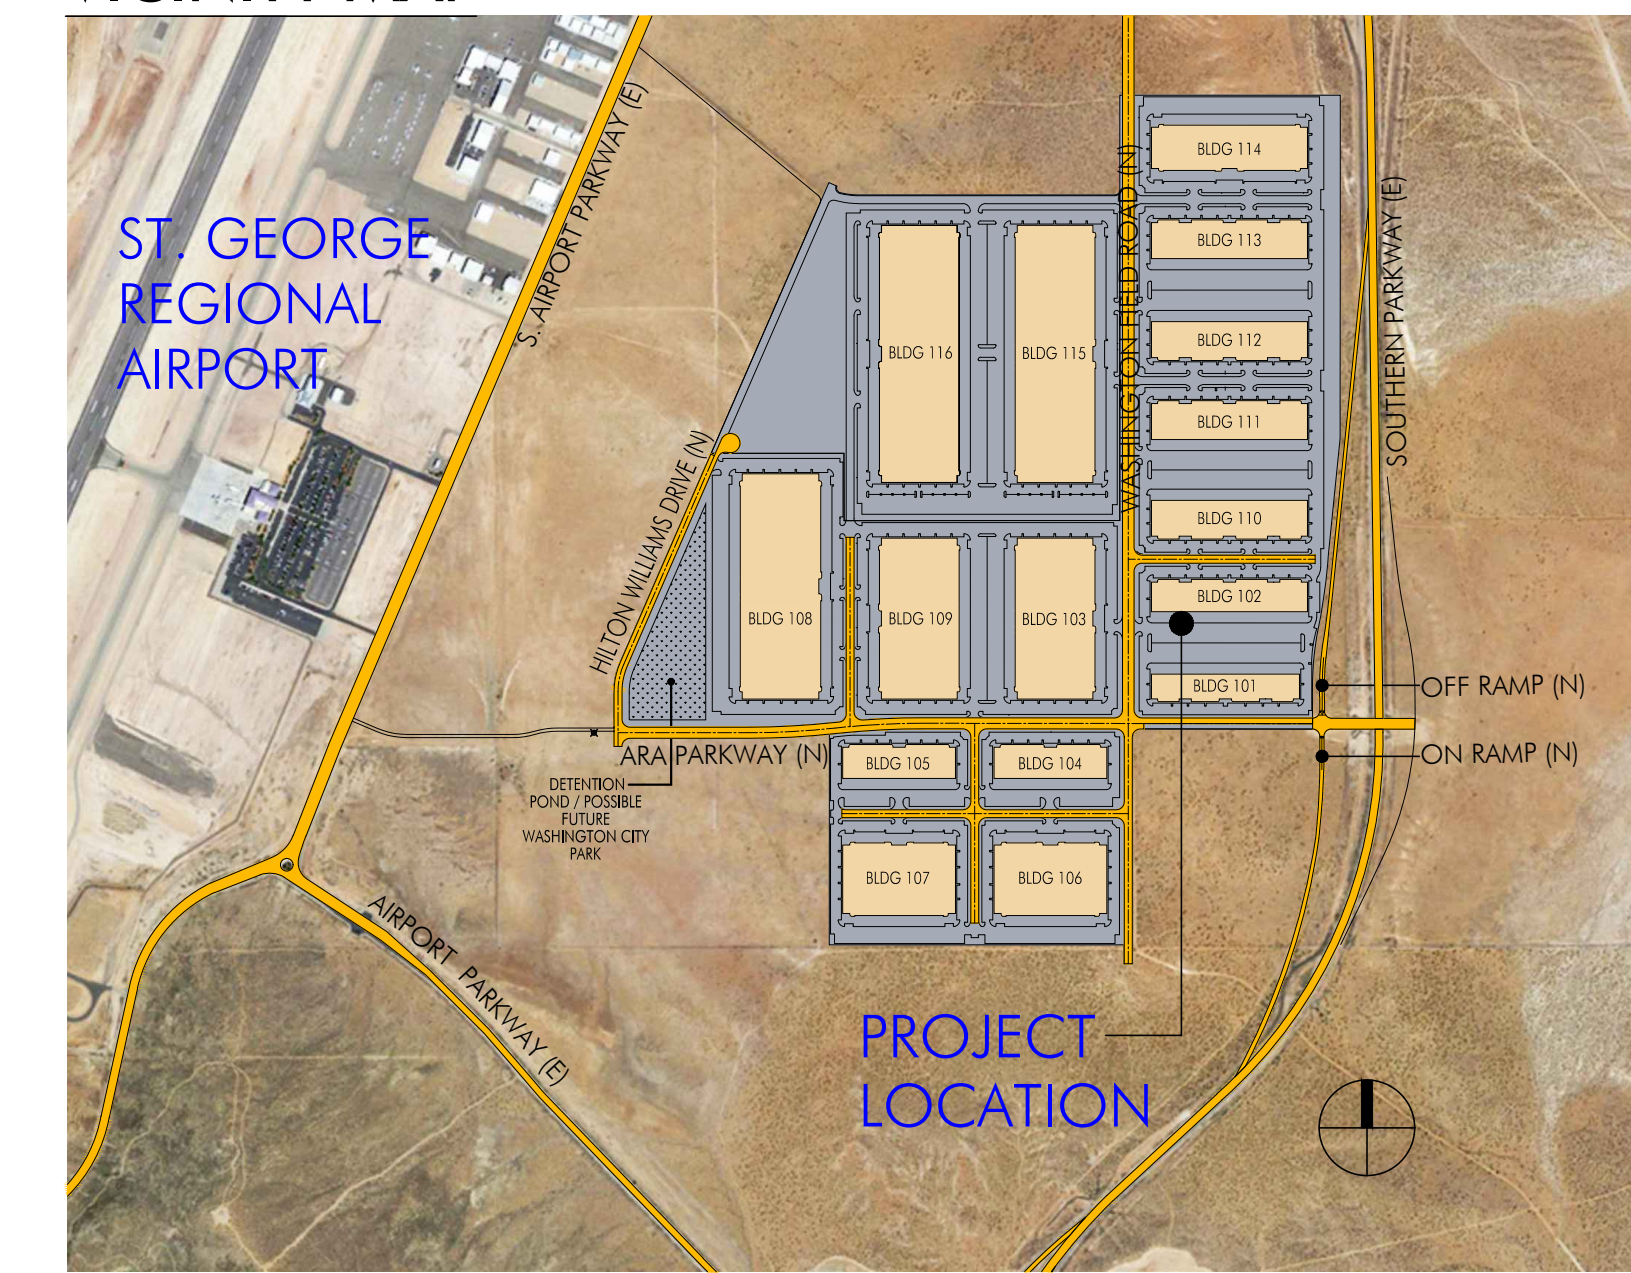 S. AIRPORT PARKWAY (E)
ST. GEORGE
REGIONAL
AIRPORT
WASHINGTON FIELD ROAD (N)
SOUTHERN PARKWAY (E)
BLDG 114
BLDG 113
BLDG 112
BLDG 111
BLDG 110
BLDG 116
BLDG 115
HILTON WILLIAMS DRIVE (N)
BLDG 108
BLDG 109
BLDG 103
BLDG 102
BLDG 101
OFF RAMP (N)
ON RAMP (N)
ARA PARKWAY (N)
BLDG 105
BLDG 104
DETENTION
POND / POSSIBLE
FUTURE
WASHINGTON CITY
PARK
BLDG 107
BLDG 106
AIRPORT PARKWAY (E)
PROJECT
LOCATION